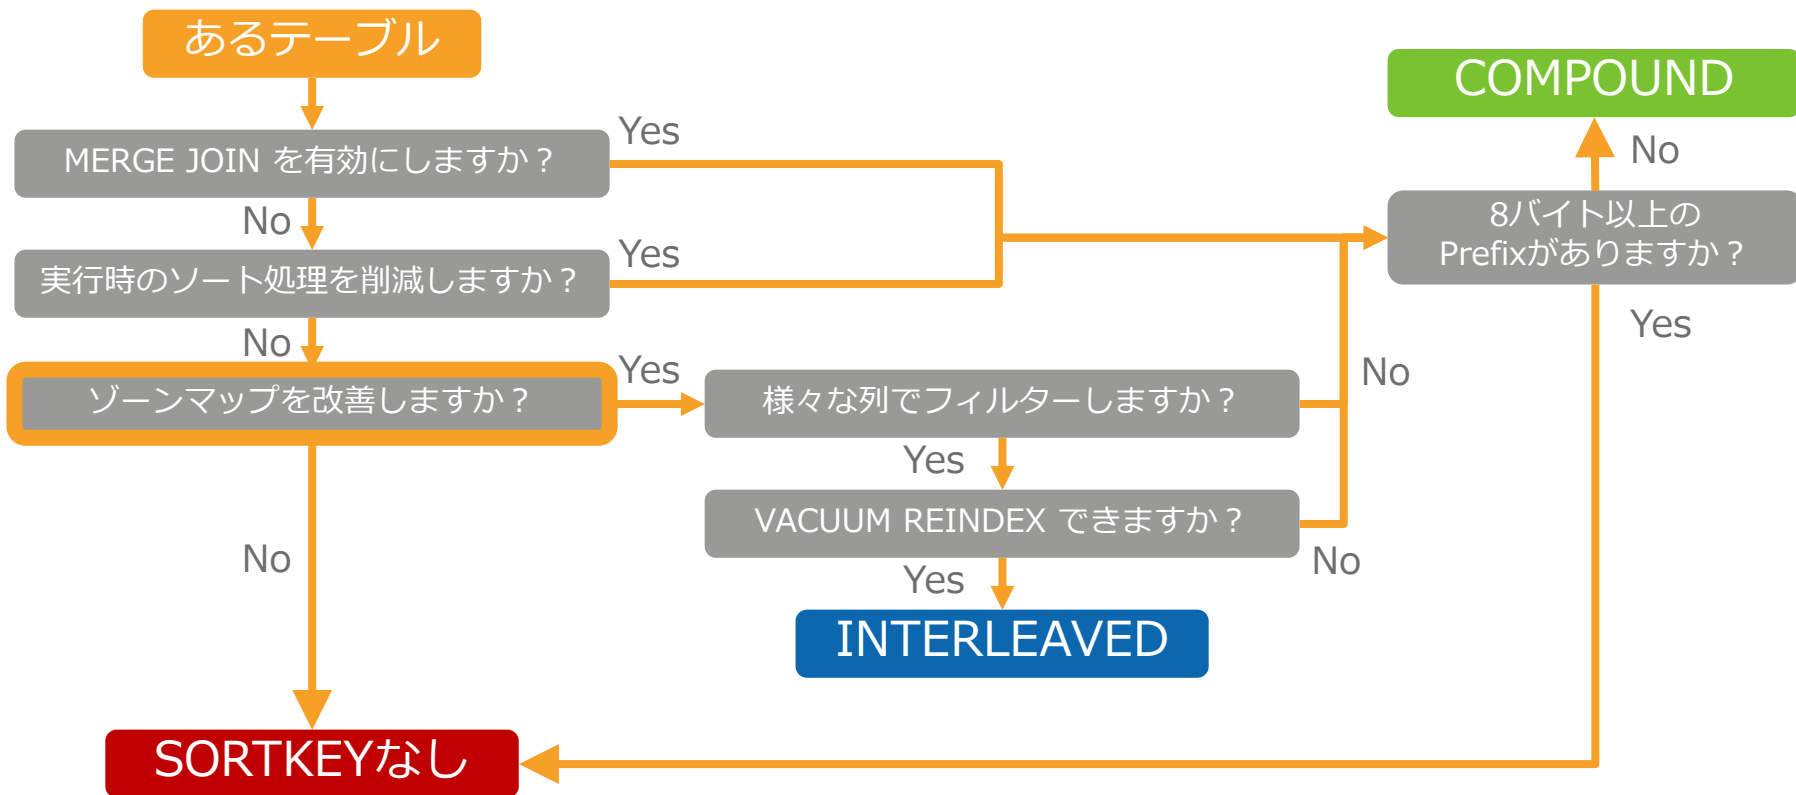 あるテーブル
COMPOUND
Yes
No
MERGE JOIN を有効にしますか？
8バイト以上の
Prefixがありますか？
No
Yes
実行時のソート処理を削減しますか？
Yes
No
Yes
No
ゾーンマップを改善しますか？
様々な列でフィルターしますか？
Yes
VACUUM REINDEX できますか？
No
Yes
No
INTERLEAVED
SORTKEYなし